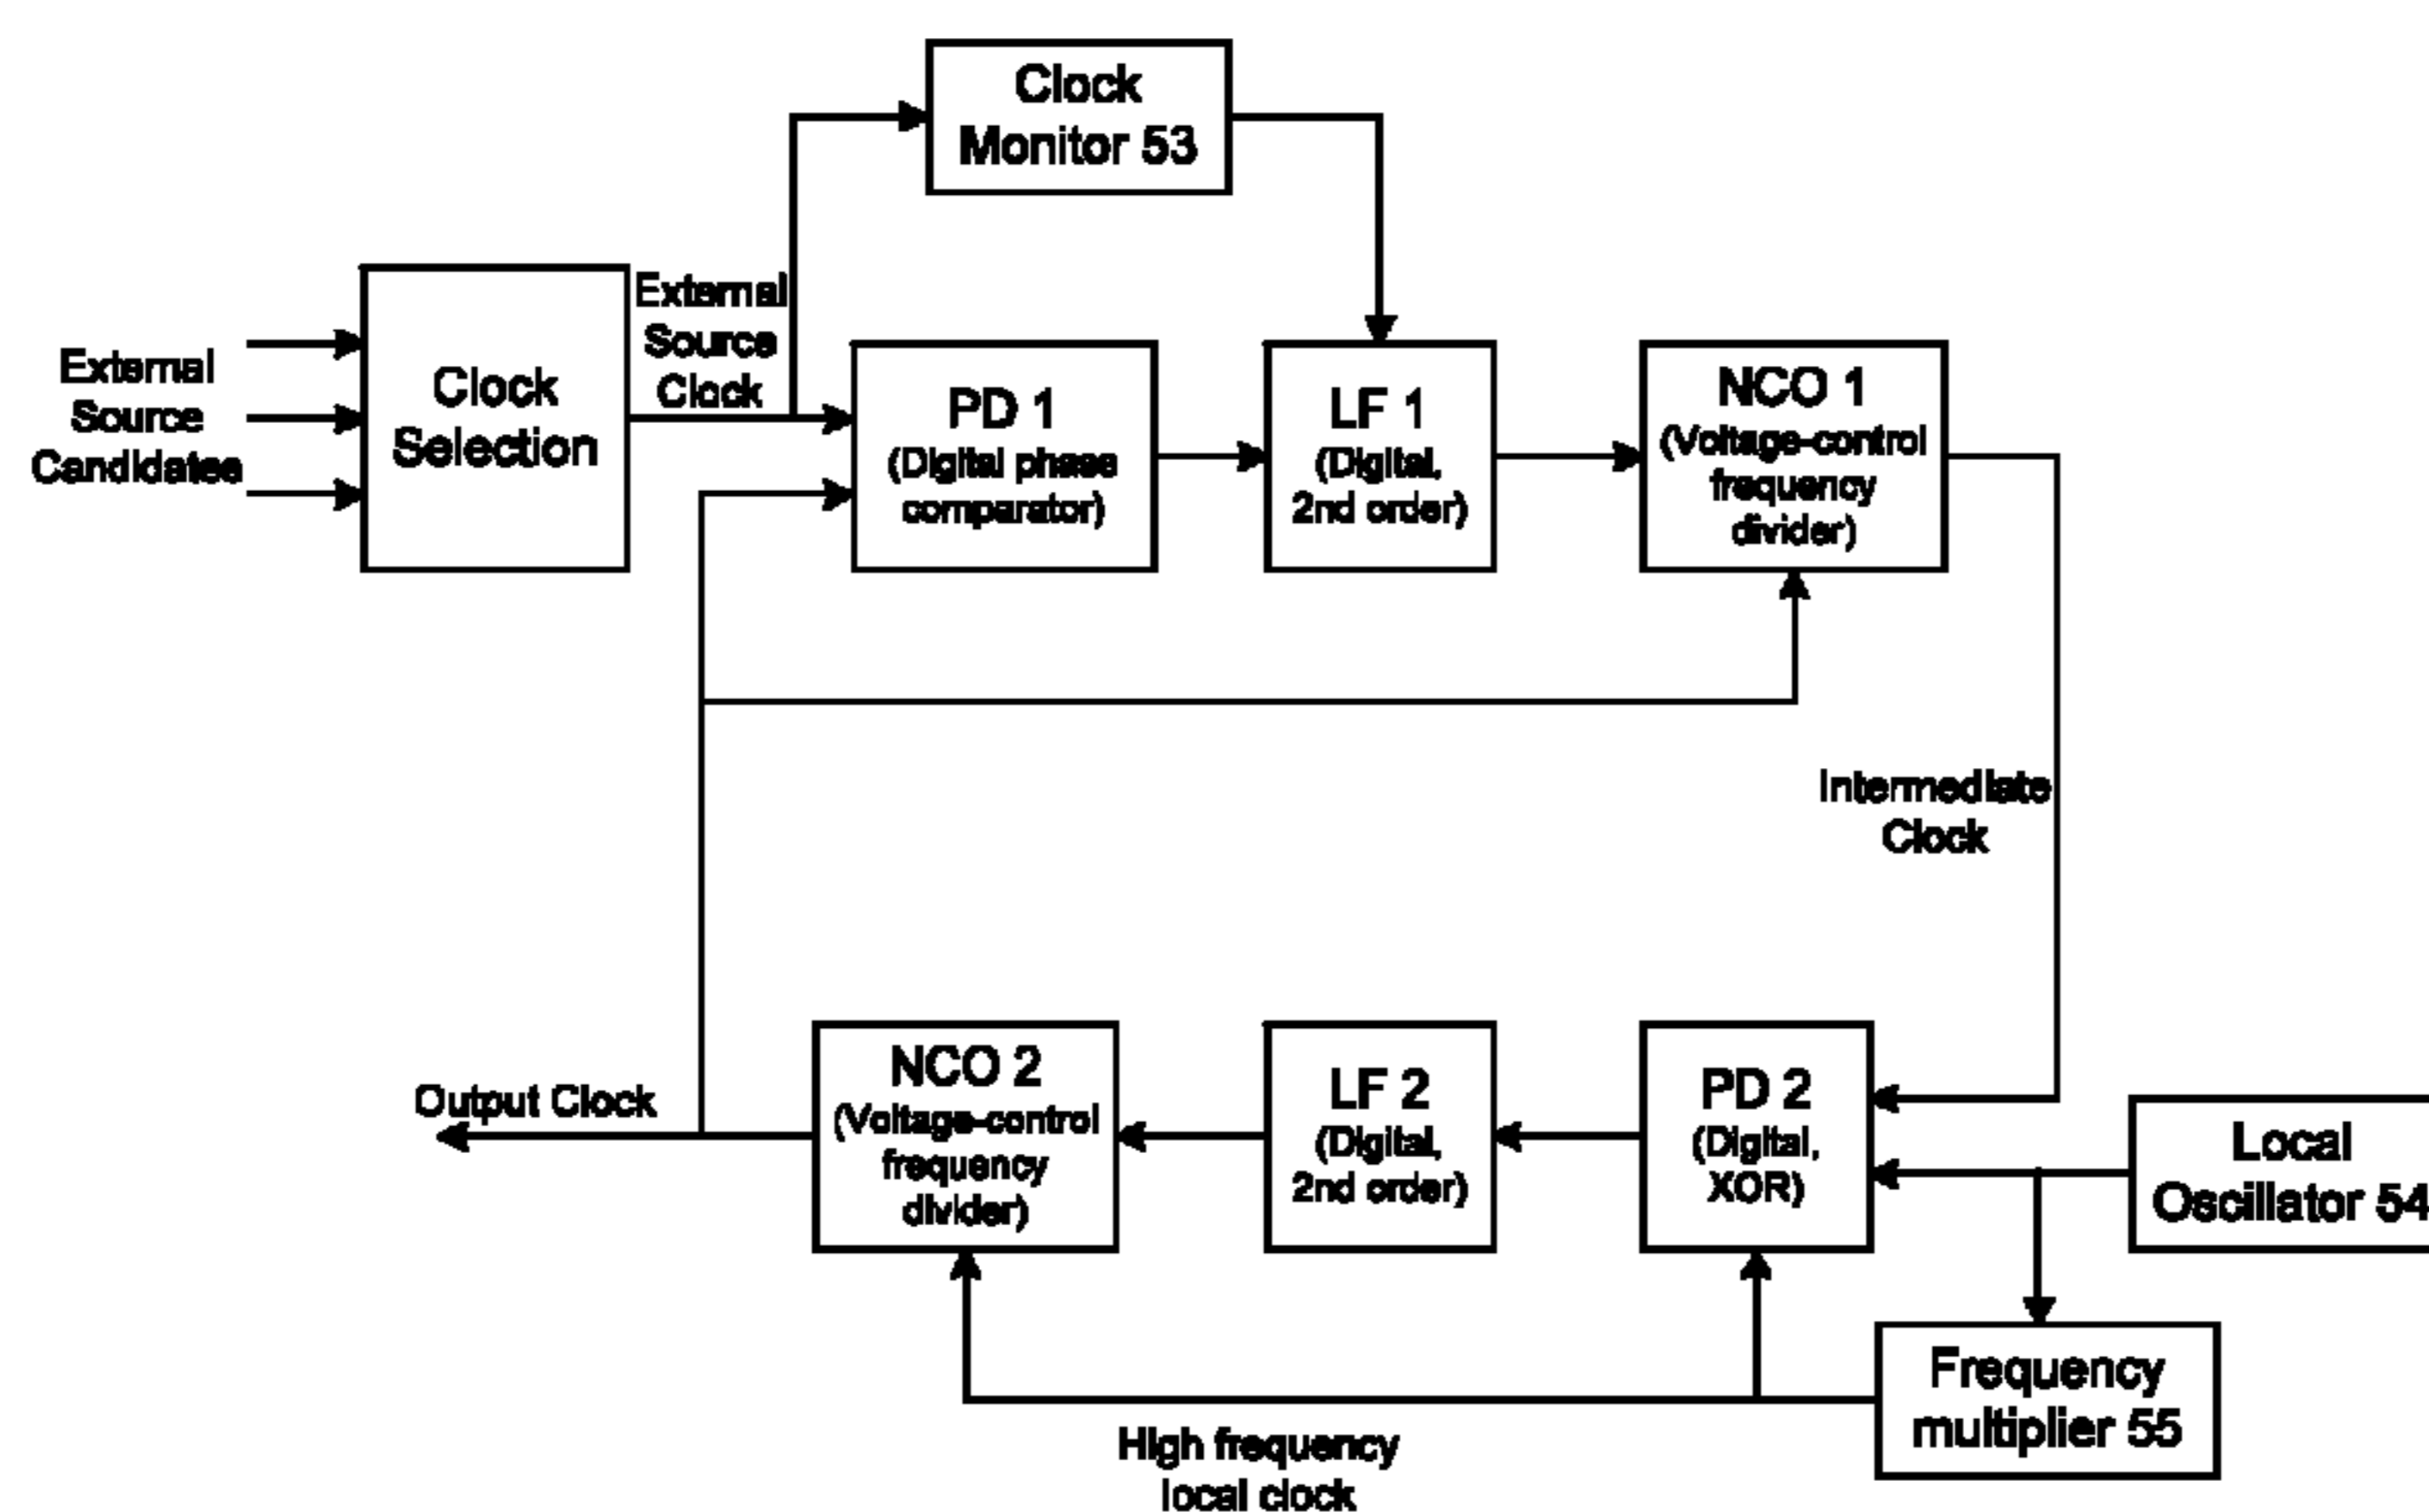 Clock
Monitor 53
External
Source
Clock
External
Source
Candidates
Clock
Selection
PD 1
(Digital phase
comparator)
LF 1
(Digital,
2nd order)
NCO 1
(Voltage-control
frequency
divider)
Intermediate
Clock
Output Clock
NCO 2
(Voltage-control
frequency
divider)
LF 2
(Digital,
2nd order)
PD 2
(Digital,
XOR)
Local
Oscillator 54
Frequency
multiplier 55
High frequency
local clock